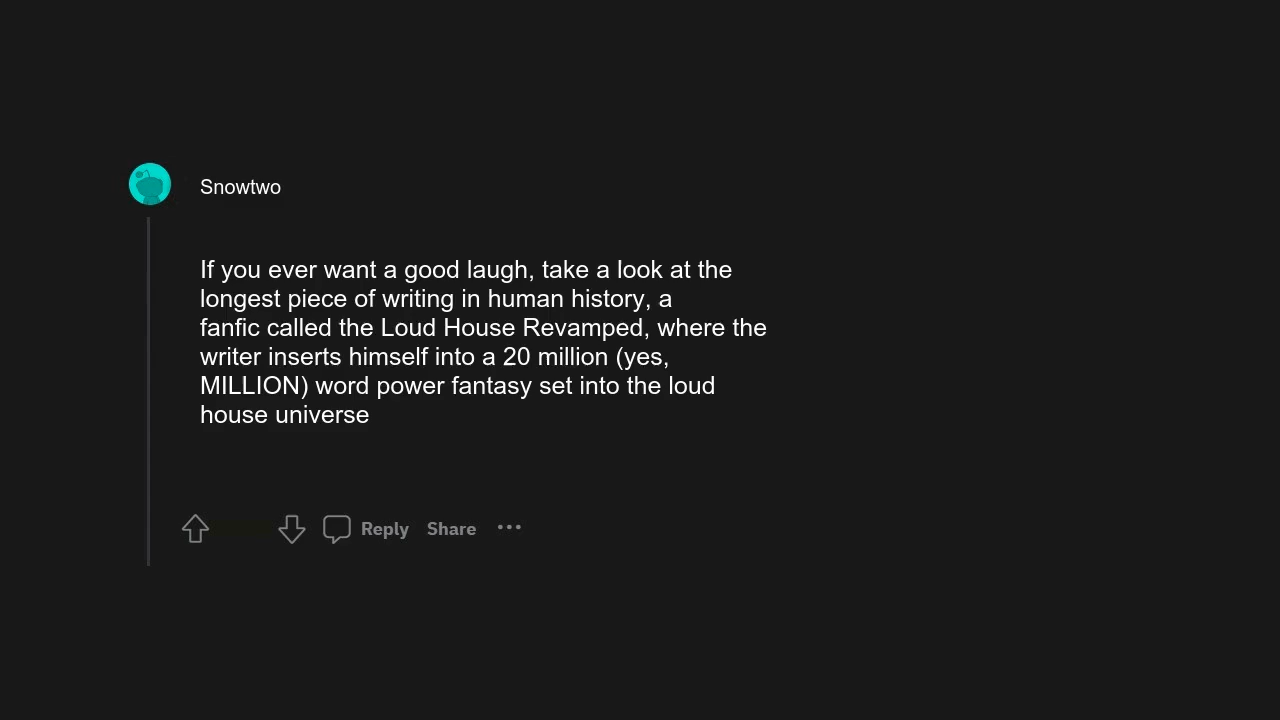 Snowtwo
If you ever want a good laugh, take a look at the
longest piece of writing in human history, a
fanfic called the Loud House Revamped, where the
writer inserts himself into a 20 million (yes,
MILLION) word power fantasy set into the loud
house universe
Reply Share